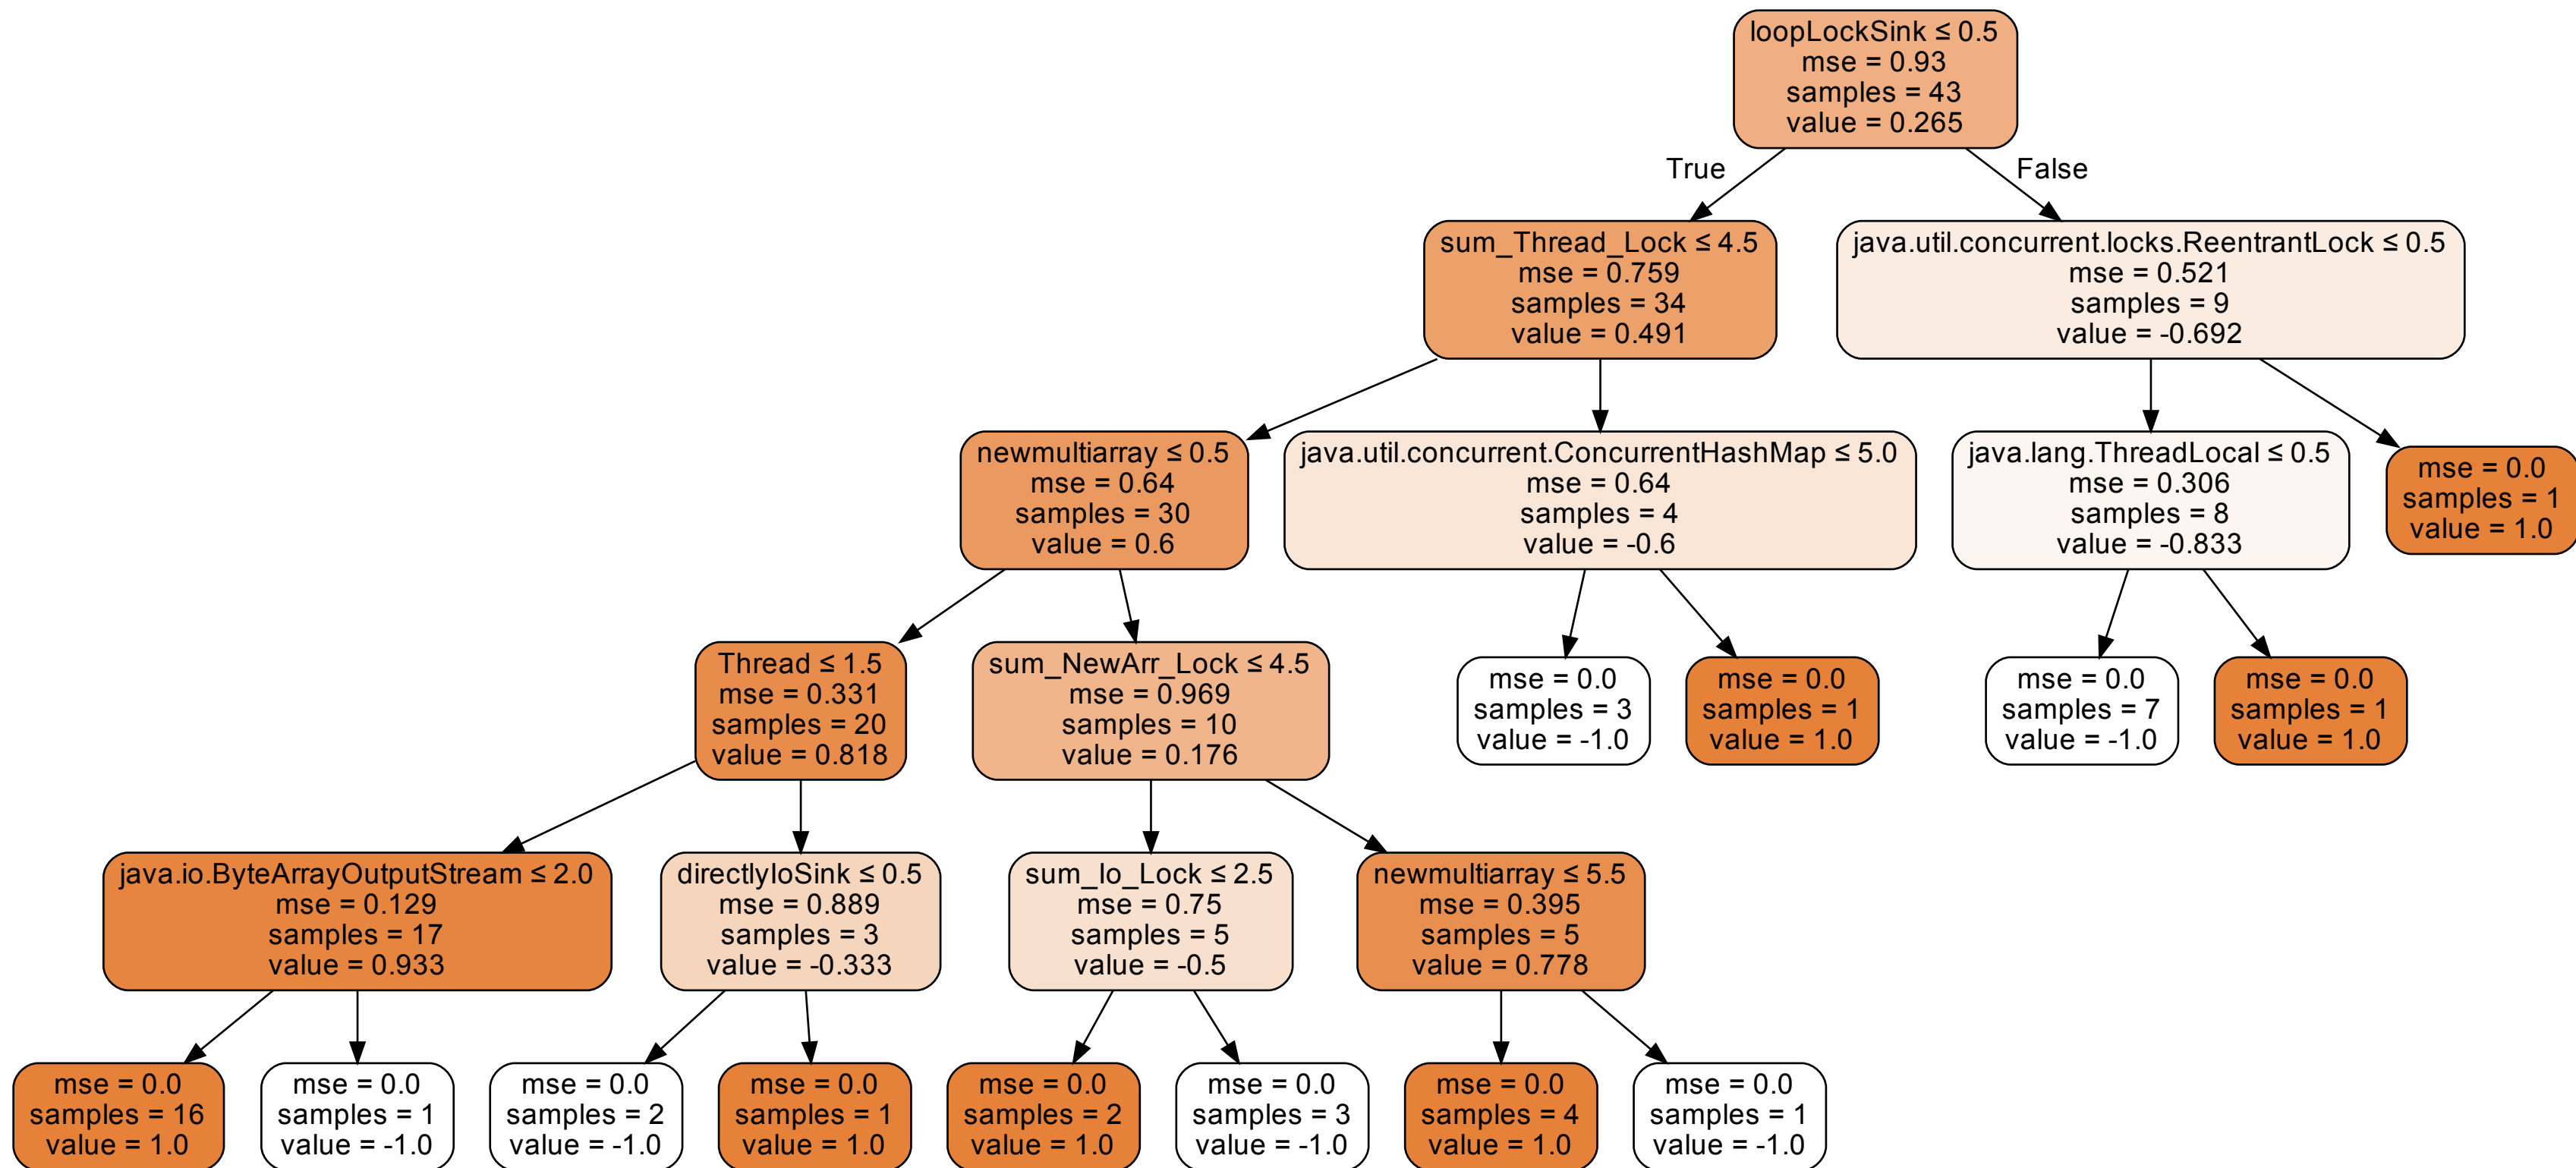 loopLockSink ≤ 0.5
mse = 0.93
samples = 43
value = 0.265
True
False
sum_Thread_Lock ≤ 4.5
mse = 0.759
samples = 34
value = 0.491
java.util.concurrent.locks.ReentrantLock ≤ 0.5
mse = 0.521
samples = 9
value = -0.692
newmultiarray ≤ 0.5
mse = 0.64
samples = 30
value = 0.6
java.util.concurrent.ConcurrentHashMap ≤ 5.0
mse = 0.64
samples = 4
value = -0.6
java.lang.ThreadLocal ≤ 0.5
mse = 0.306
samples = 8
value = -0.833
mse = 0.0
samples = 1
value = 1.0
Thread ≤ 1.5
mse = 0.331
samples = 20
value = 0.818
sum_NewArr_Lock ≤ 4.5
mse = 0.969
samples = 10
value = 0.176
mse = 0.0
samples = 3
value = -1.0
mse = 0.0
samples = 1
value = 1.0
mse = 0.0
samples = 7
value = -1.0
mse = 0.0
samples = 1
value = 1.0
java.io.ByteArrayOutputStream ≤ 2.0
mse = 0.129
samples = 17
value = 0.933
directlyIoSink ≤ 0.5
mse = 0.889
samples = 3
value = -0.333
sum_Io_Lock ≤ 2.5
mse = 0.75
samples = 5
value = -0.5
newmultiarray ≤ 5.5
mse = 0.395
samples = 5
value = 0.778
mse = 0.0
samples = 16
value = 1.0
mse = 0.0
samples = 1
value = -1.0
mse = 0.0
samples = 2
value = -1.0
mse = 0.0
samples = 1
value = 1.0
mse = 0.0
samples = 2
value = 1.0
mse = 0.0
samples = 3
value = -1.0
mse = 0.0
samples = 4
value = 1.0
mse = 0.0
samples = 1
value = -1.0